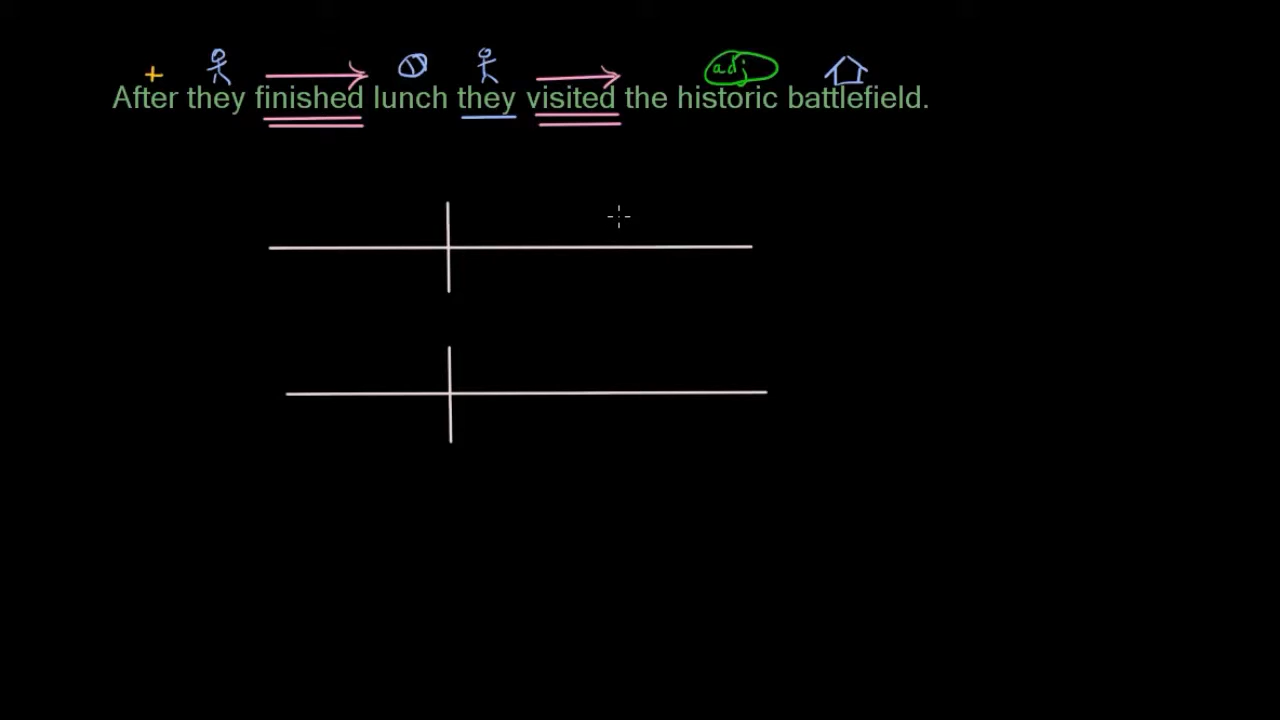 adj
After they finished lunch they visited the historic battlefield.